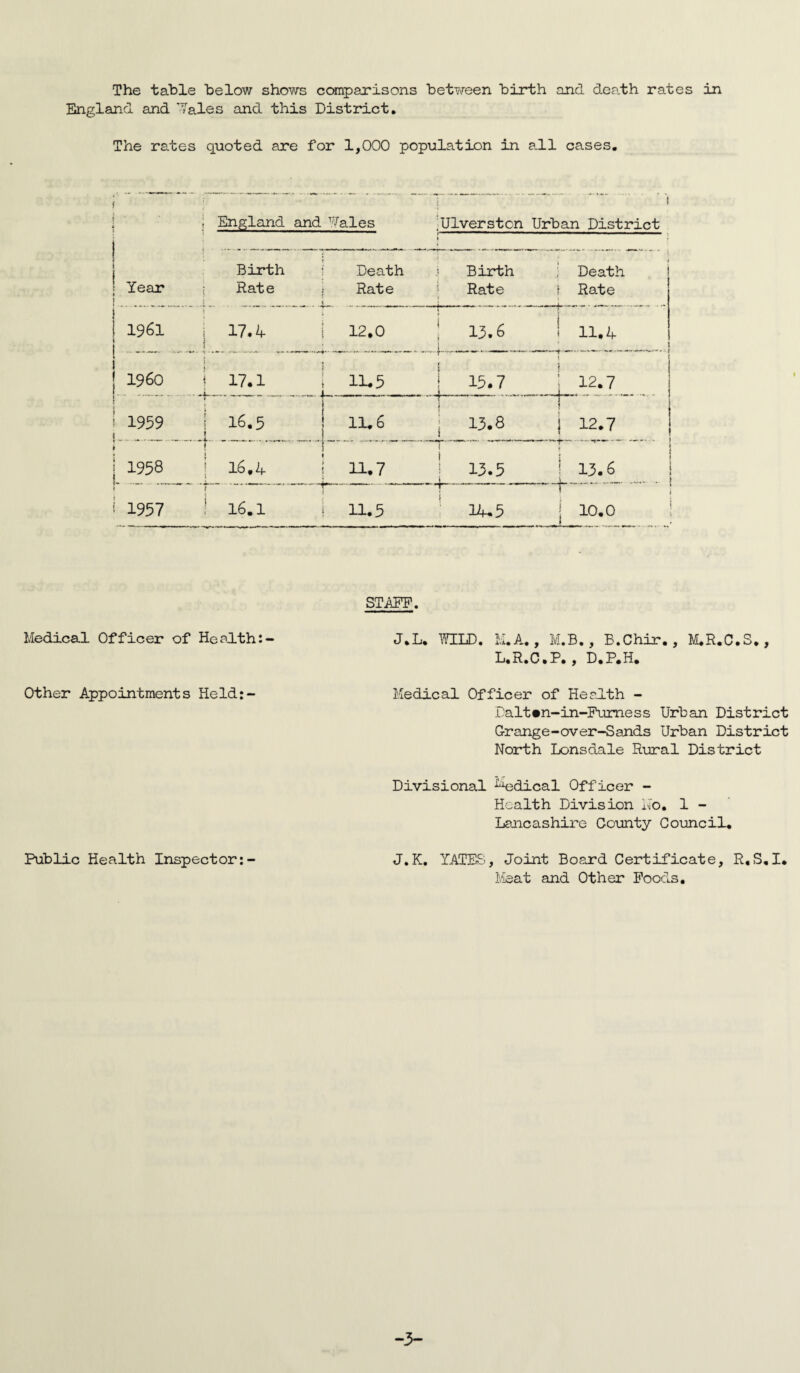 The table below shows comparisons between birth and death rates in
England and Wales and this District.
The rates quoted are for 1,000 population in all cases.
England and Wales Ulverston Urban District
Year Birth Rate Death Rate Birth Rate Death Rate
1961 17.4 12.0 13.6 11.4
1960 17.1 11.5 15.7 12.7
1959 16.5 11.6 13.8 12.7
1958 16.4 11.7 13.5 13.6
1957 16.1 11.5 14.5 10.0
STAFF.
Medical Officer of Health:- J.L. WILD. M.A., M.B., B.Chir., M.R.C.S.,
L.R.C.P., D.P.H.
Other Appointments Held:- Medical Officer of Health -
Dalton-in-Furness Urban District
Grange-over-Sands Urban District
North Lonsdale Rural District
Divisional Medical Officer -
Health Division No. 1 -
Lancashire County Council.
Public Health Inspector:- J.K. YATES, Joint Board Certificate, R.S.I.
Meat and Other Foods.
-3-